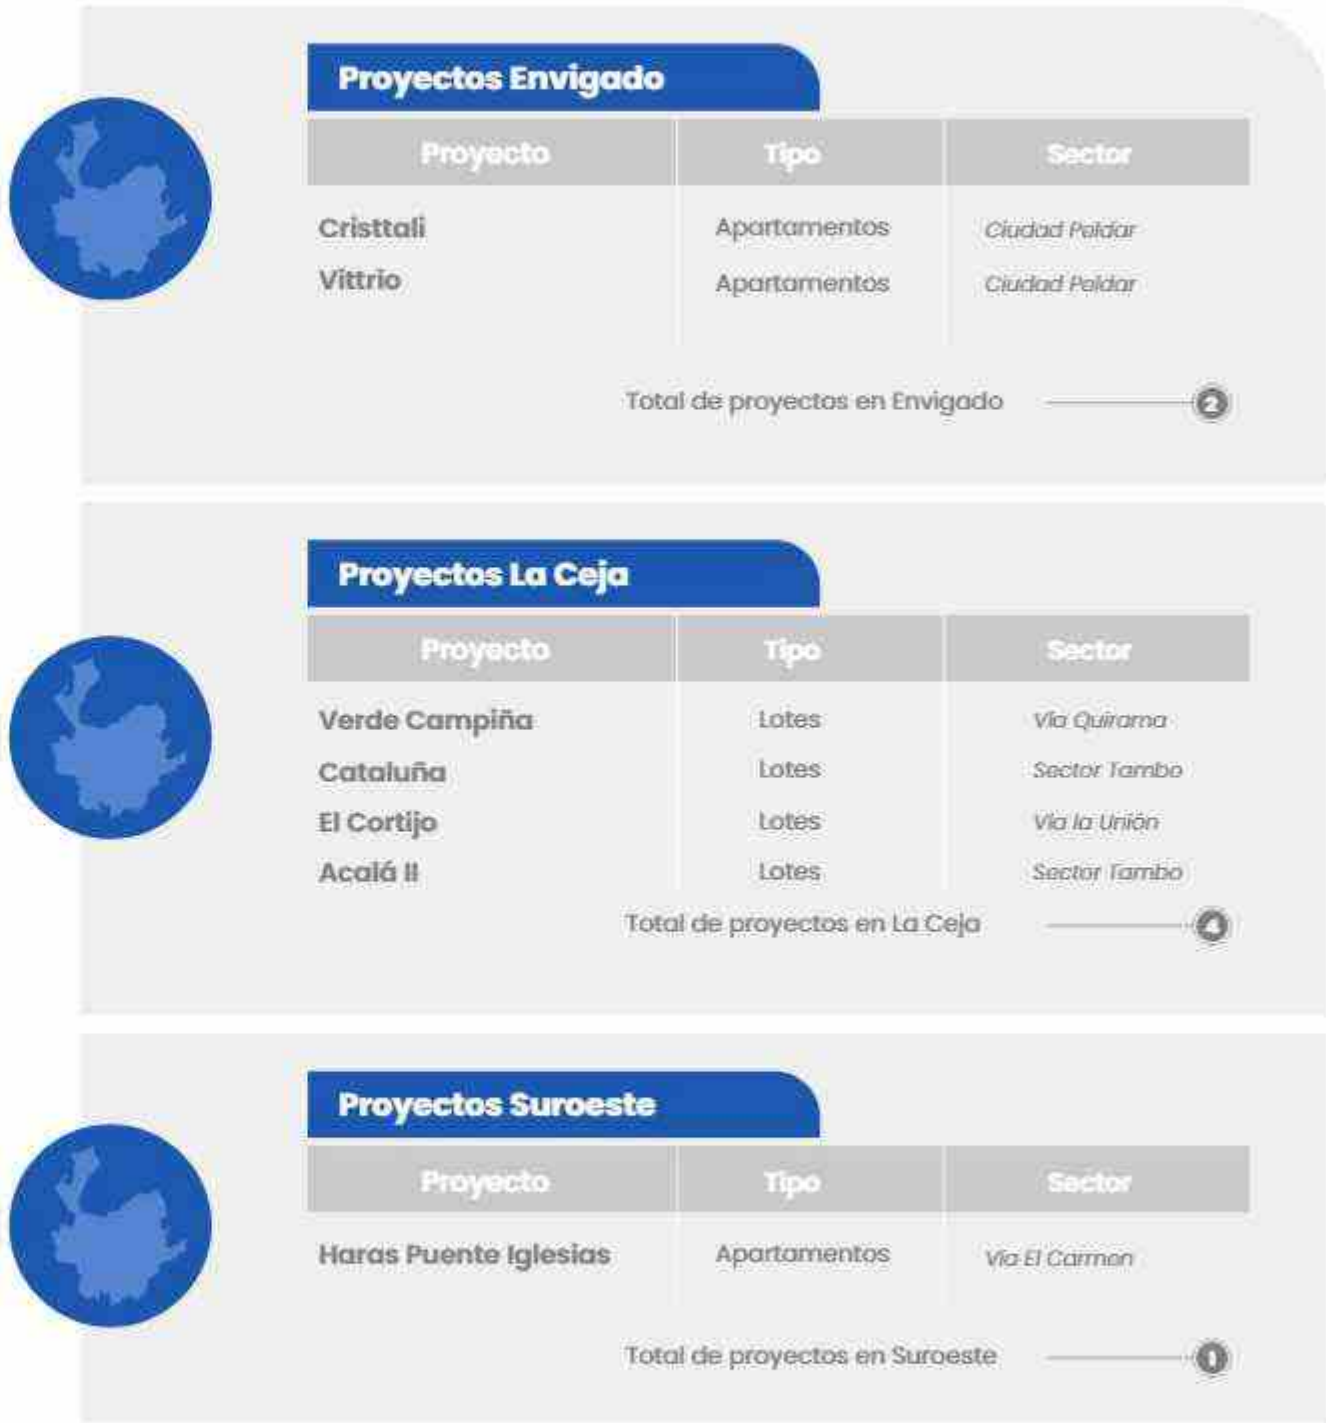 Proyectos Envigado
Proyecto Tipo Sector
Cristtali Apartamentos Ciudad Peldar
Vittrio Apartamentos Ciudad Peldar
Total de proyectos en Envigado 2
Proyectos La Ceja
Proyecto Tipo Sector
Verde Campiña Lotes Vía Quirama
Cataluña Lotes Sector Tambo
El Cortijo Lotes Vía la Unión
Acalá II Lotes Sector Tambo
Total de proyectos en La Ceja 4
Proyectos Suroeste
Proyecto Tipo Sector
Haras Puente Iglesias Apartamentos Vía El Carmen
Total de proyectos en Suroeste 1